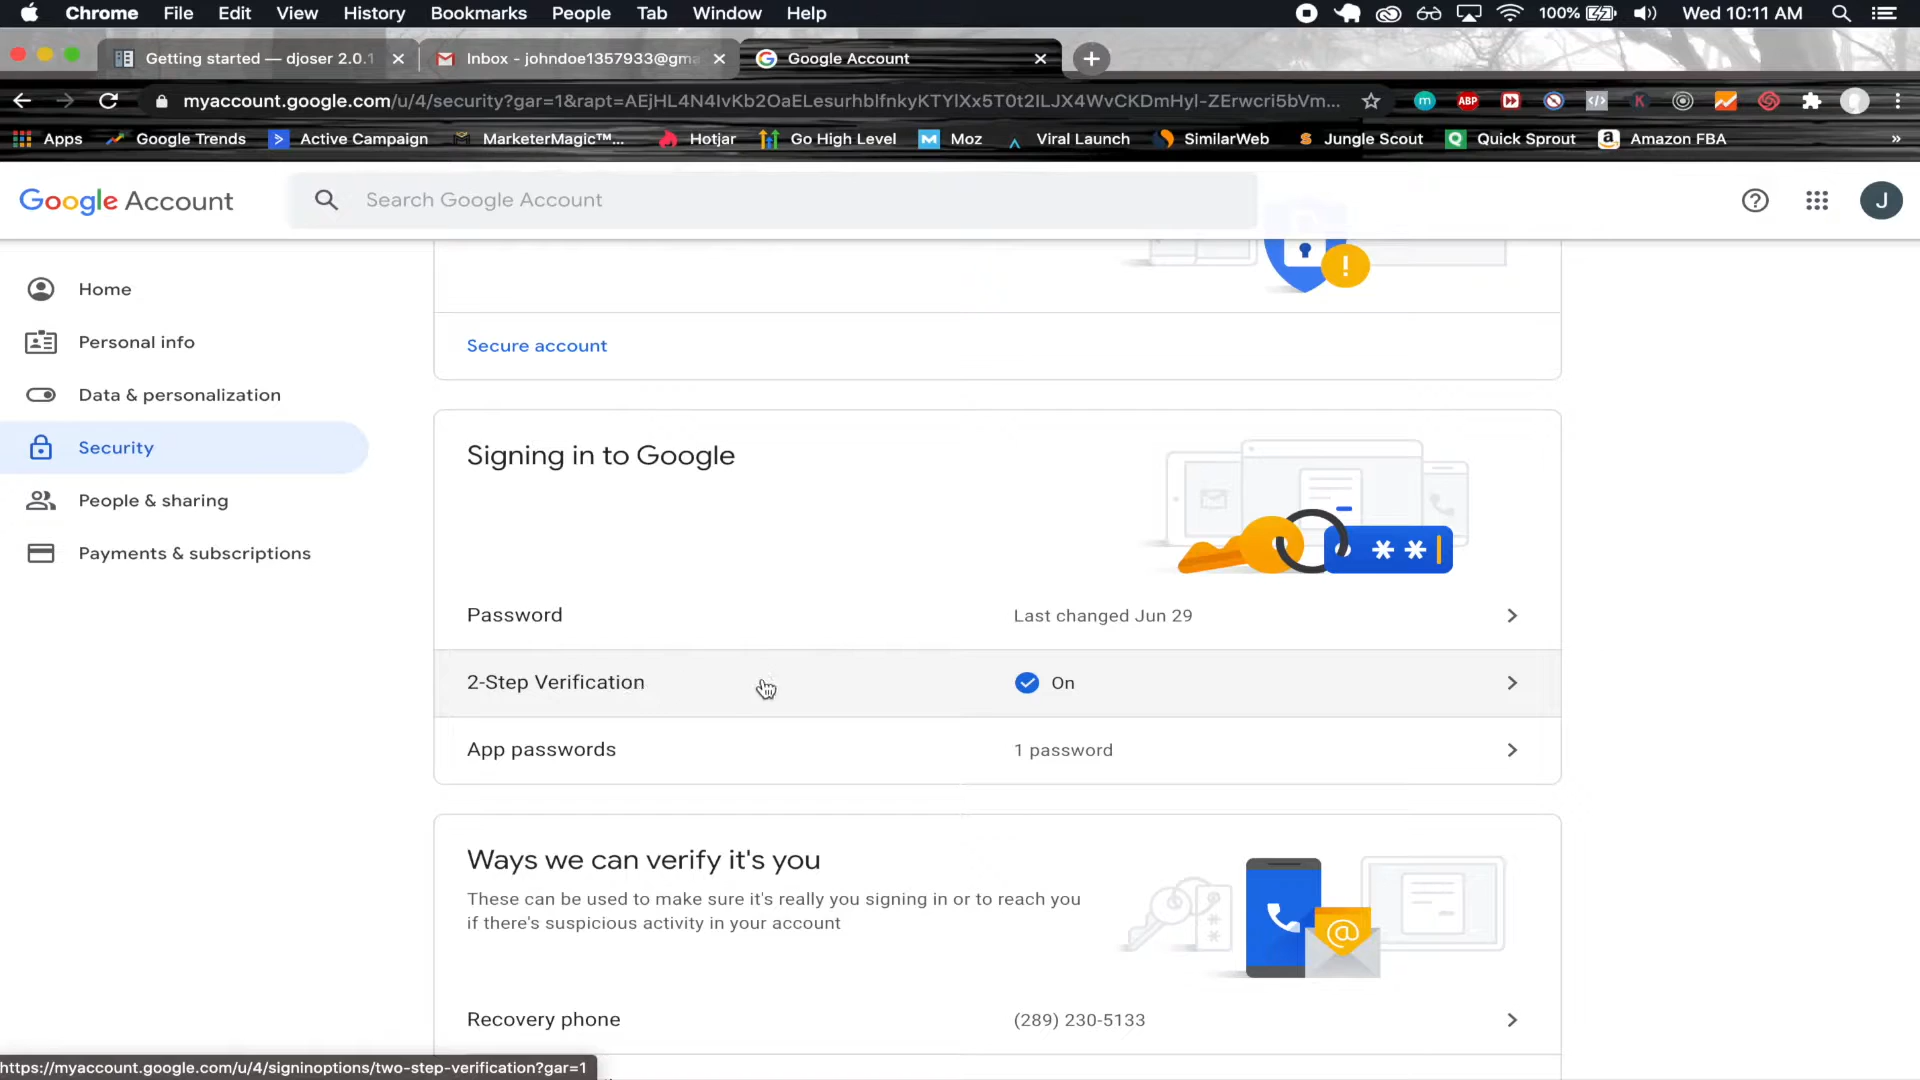 Chrome File Edit View History Bookmarks People Tab Window Help 100% Wed 10:11 AM
Getting started — djoser 2.0.1 Inbox - johndoe1357933@gma Google Account
myaccount.google.com/u/4/security?gar=1&rapt=AEjHL4N4IvKb2OaELesurhblfnkyKTYlXx5T0t2ILJX4WvCKDmHyl-ZErwcri5bVm... m ABP </> K
Apps Google Trends Active Campaign MarketerMagic™... Hotjar Go High Level Moz Viral Launch SimilarWeb Jungle Scout Quick Sprout Amazon FBA »
Google Account Search Google Account J
Home
Personal info
Data & personalization
Security
People & sharing
Payments & subscriptions
Secure account
Signing in to Google
Password Last changed Jun 29
2-Step Verification On
App passwords 1 password
Ways we can verify it's you
These can be used to make sure it's really you signing in or to reach you
if there's suspicious activity in your account
Recovery phone (289) 230-5133
https://myaccount.google.com/u/4/signinoptions/two-step-verification?gar=1